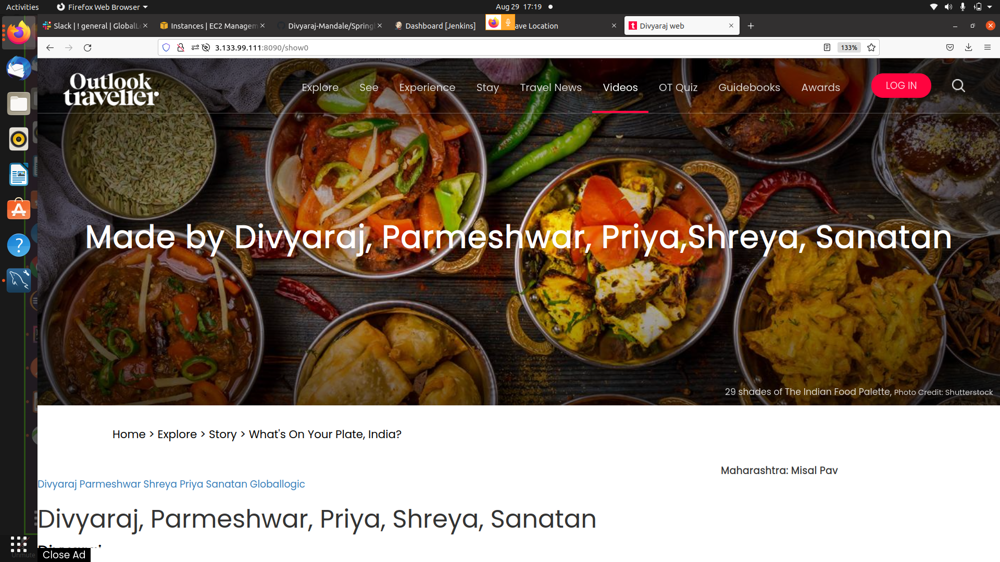 Activities
Firefox Web Browser
Aug 29 17:19
Slack | ! general | GlobalL
Instances | EC2 Managem
Divyaraj-Mandale/Spring
Dashboard [Jenkins]
ave Location
Divyaraj web
3.133.99.111:8090/show0
133%
Outlook
traveller
Explore
See
Experience
Stay
Travel News
Videos
OT Quiz
Guidebooks
Awards
LOG IN
Made by Divyaraj, Parmeshwar, Priya,Shreya, Sanatan
29 shades of The Indian Food Palette, Photo Credit: Shutterstock
Home > Explore > Story > What's On Your Plate, India?
Maharashtra: Misal Pav
Divyaraj Parmeshwar Shreya Priya Sanatan Globallogic
Divyaraj, Parmeshwar, Priya, Shreya, Sanatan
Close Ad
Unmute